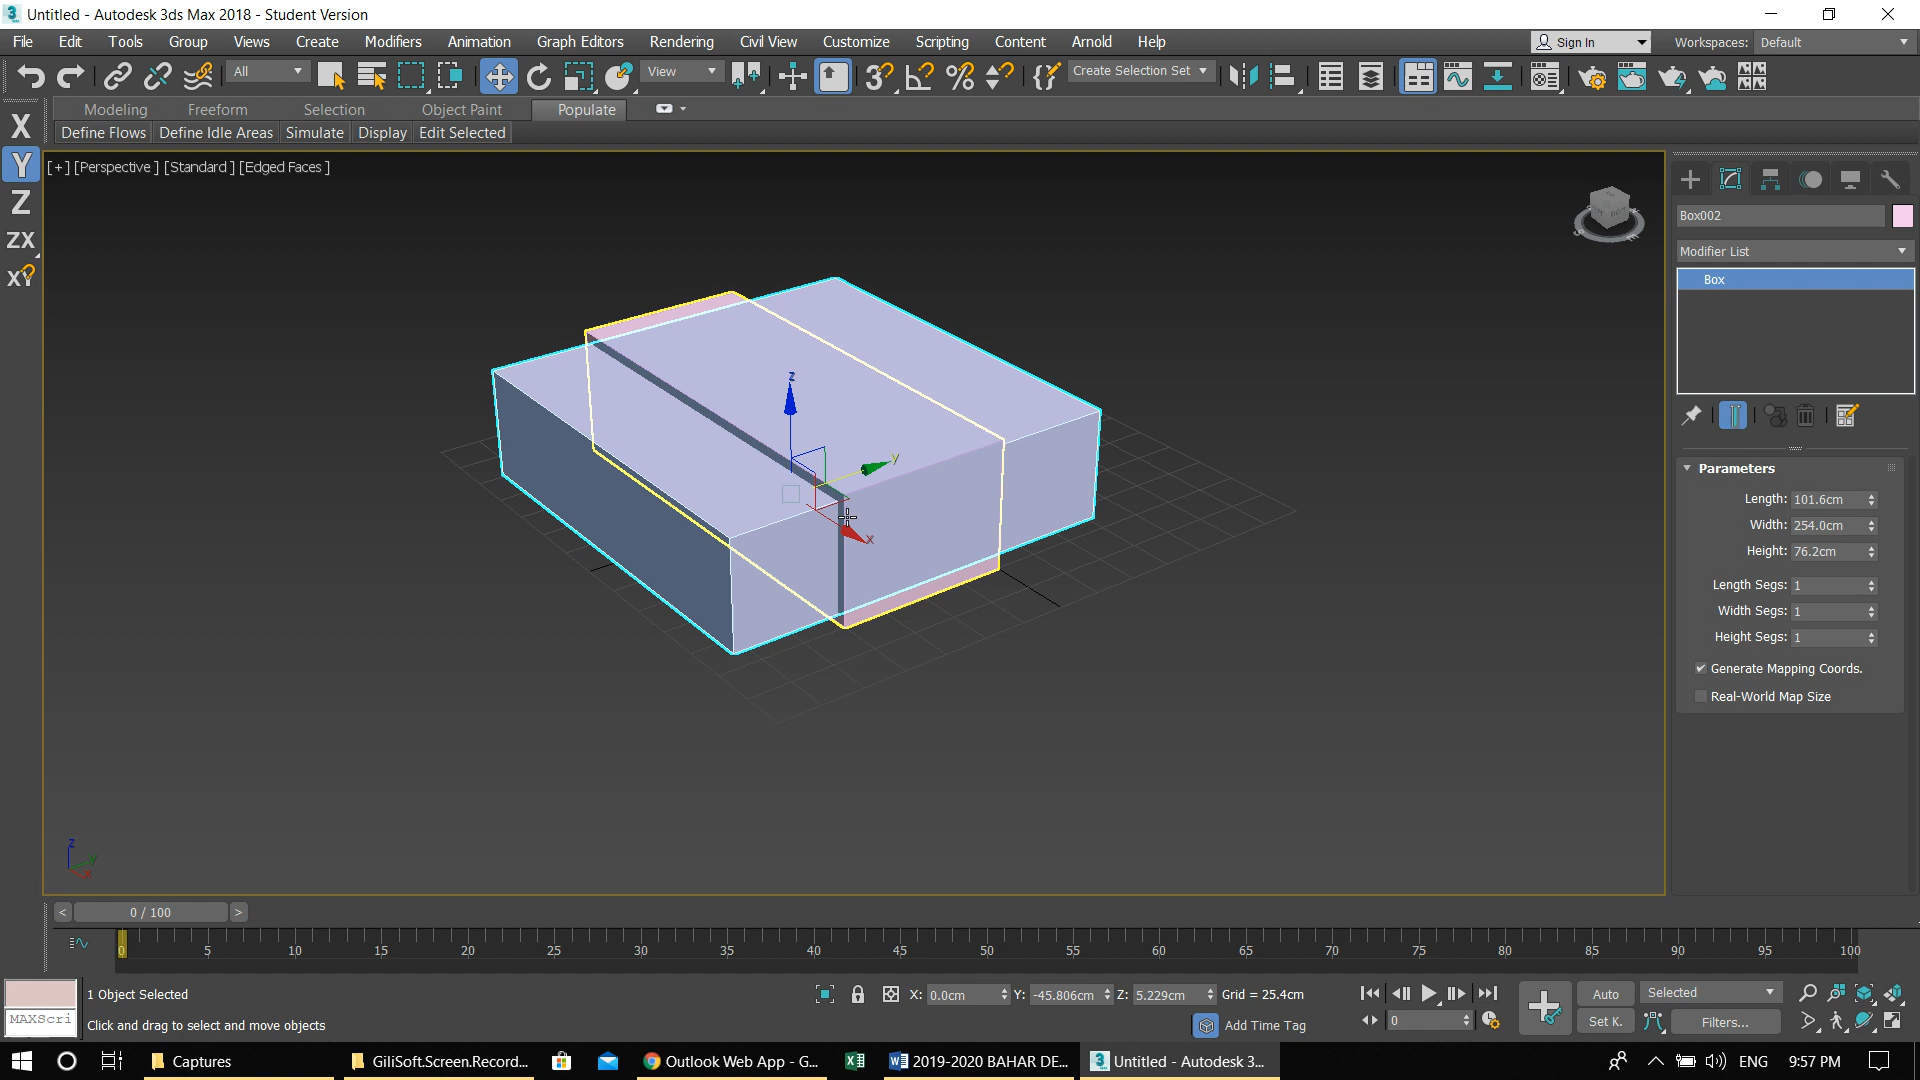 Untitled - Autodesk 3ds Max 2018 - Student Version
File Edit Tools Group Views Create Modifiers Animation Graph Editors Rendering Civil View Customize Scripting Content Arnold Help
Sign In Workspaces: Default
All View Create Selection Set
Modeling Freeform Selection Object Paint Populate
Define Flows Define Idle Areas Simulate Display Edit Selected
X
Y
Z
ZX
XY
[+] [Perspective ] [Standard ] [Edged Faces ]
z
y
x
z
y
x
Box002
Modifier List
Box
Parameters
Length: 101.6cm
Width: 254.0cm
Height: 76.2cm
Length Segs: 1
Width Segs: 1
Height Segs: 1
Generate Mapping Coords.
Real-World Map Size
< 0 / 100 >
0 5 10 15 20 25 30 35 40 45 50 55 60 65 70 75 80 85 90 95 100
1 Object Selected X: 0.0cm Y: -45.806cm Z: 5.229cm Grid = 25.4cm Auto Selected
MAXScri Click and drag to select and move objects Add Time Tag 0 Set K. Filters...
Captures GiliSoft.Screen.Record... Outlook Web App - G... 2019-2020 BAHAR DE... Untitled - Autodesk 3... ENG 9:57 PM